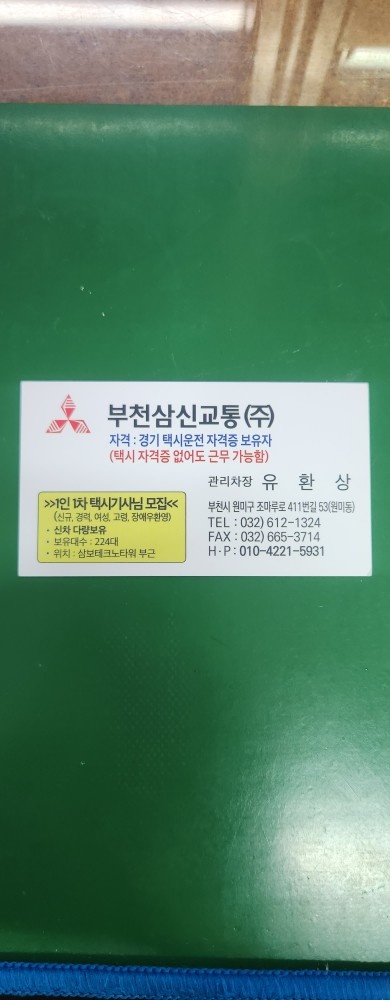 부천삼신교통(주)
자격 : 경기 택시운전 자격증 보유자
(택시 자격증 없어도 근무 가능함)
관리차장 유 환 상
>>1인 1차 택시기사님 모집<<
(신규, 경력, 여성, 고령, 장애우환영)
· 신차 다량보유
· 보유대수 : 224대
· 위치 : 삼보테크노타워 부근
부천시 원미구 조마루로 411번길 53(원미동)
TEL : 032) 612-1324
FAX : 032) 665-3714
H·P : 010-4221-5931